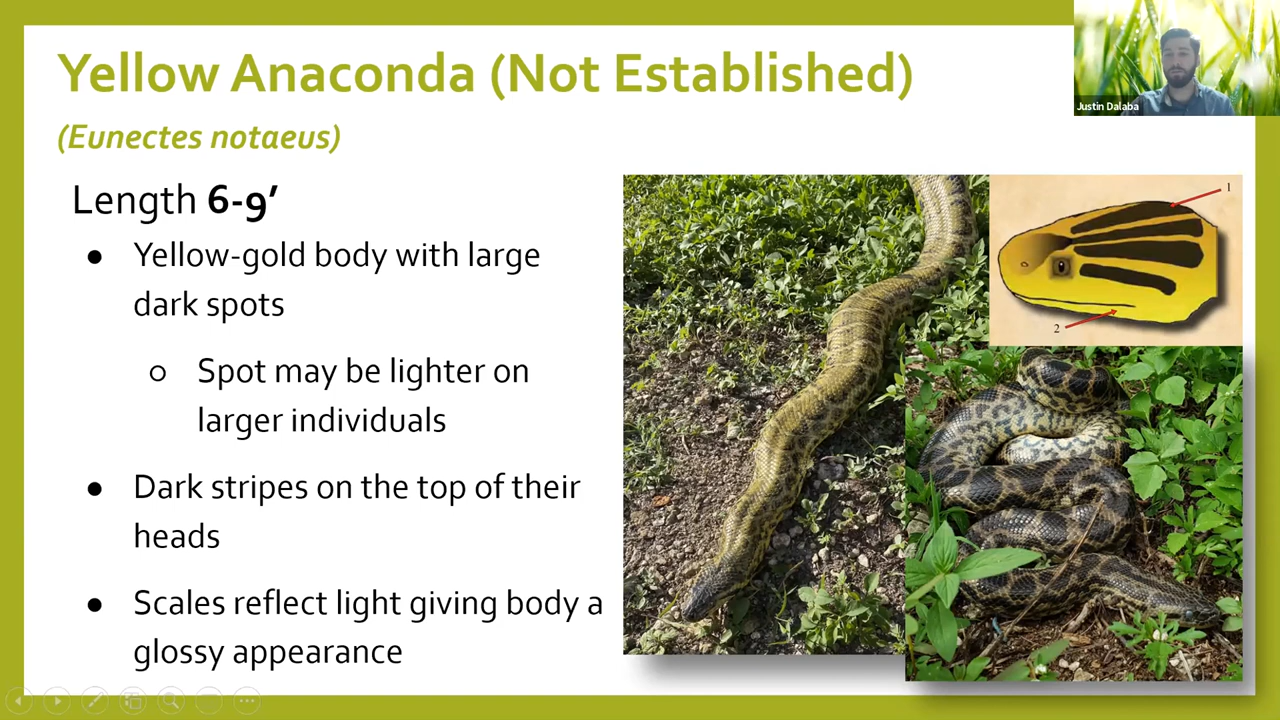 Yellow Anaconda (Not Established)
(Eunectes notaeus)
Justin Dalaba
Length 6-9'
● Yellow-gold body with large
dark spots
○ Spot may be lighter on
larger individuals
● Dark stripes on the top of their
heads
● Scales reflect light giving body a
glossy appearance
1
2